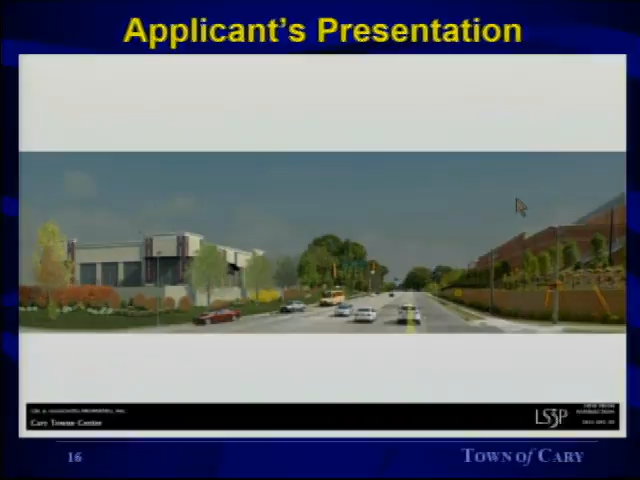 Applicant's Presentation
Cary Towne Center
LS3P
16
TOWN of CARY